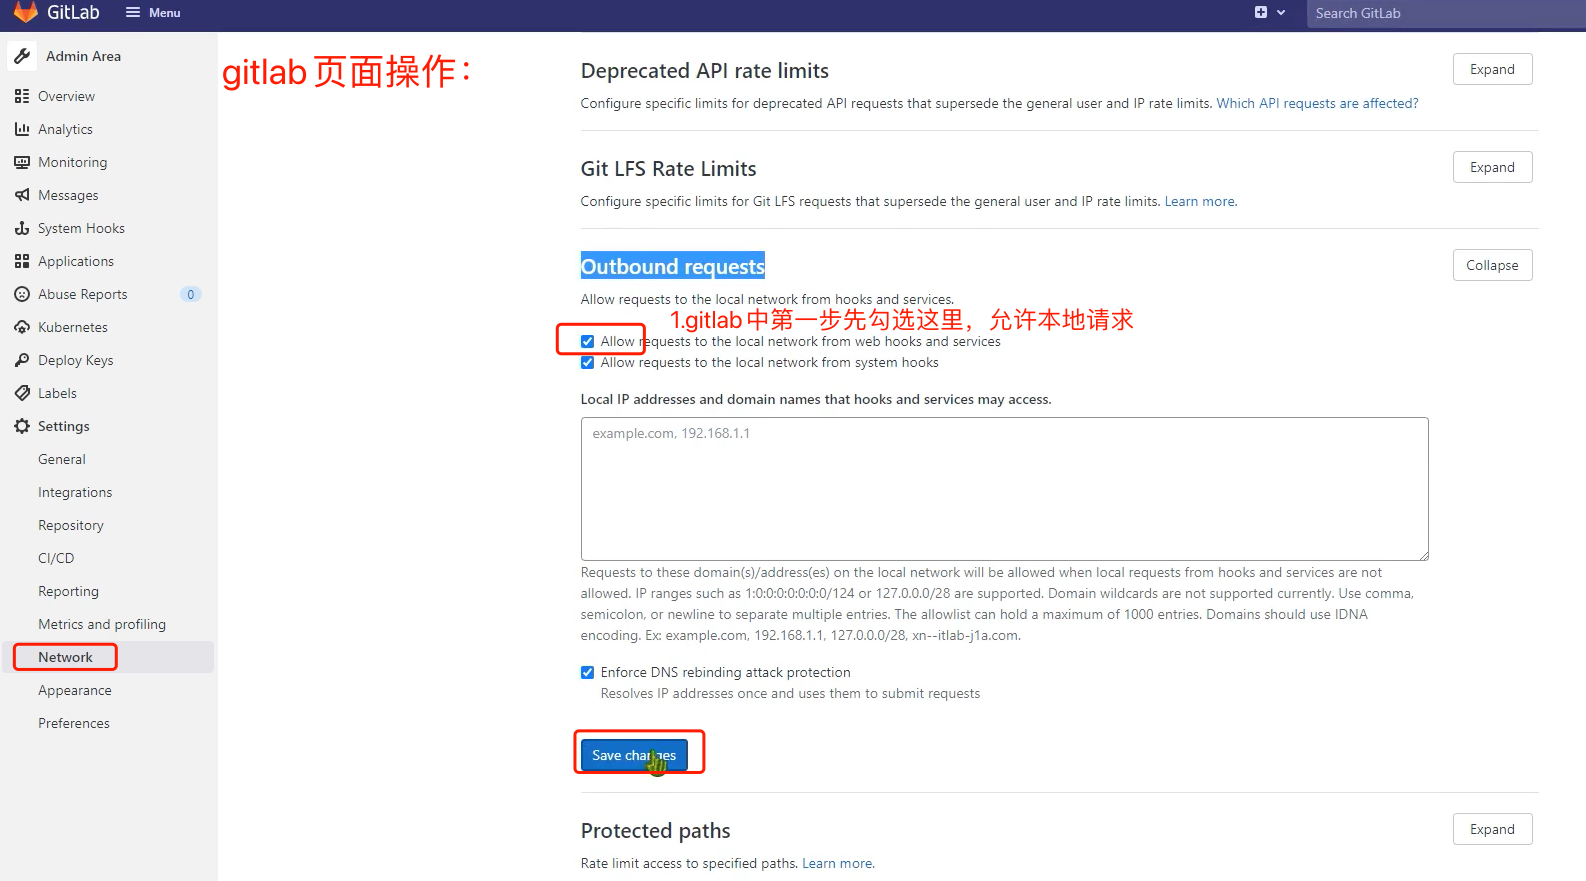 GitLab
Menu
Search GitLab
Admin Area
Overview
Analytics
Monitoring
Messages
System Hooks
Applications
Abuse Reports 0
Kubernetes
Deploy Keys
Labels
Settings
General
Integrations
Repository
CI/CD
Reporting
Metrics and profiling
Network
Appearance
Preferences
gitlab页面操作：
Deprecated API rate limits
Expand
Configure specific limits for deprecated API requests that supersede the general user and IP rate limits. Which API requests are affected?
Git LFS Rate Limits
Expand
Configure specific limits for Git LFS requests that supersede the general user and IP rate limits. Learn more.
Outbound requests
Collapse
Allow requests to the local network from hooks and services.
1.gitlab中第一步先勾选这里，允许本地请求
Allow requests to the local network from web hooks and services
Allow requests to the local network from system hooks
Local IP addresses and domain names that hooks and services may access.
example.com, 192.168.1.1
Requests to these domain(s)/address(es) on the local network will be allowed when local requests from hooks and services are not
allowed. IP ranges such as 1:0:0:0:0:0:0:0/124 or 127.0.0.0/28 are supported. Domain wildcards are not supported currently. Use comma,
semicolon, or newline to separate multiple entries. The allowlist can hold a maximum of 1000 entries. Domains should use IDNA
encoding. Ex: example.com, 192.168.1.1, 127.0.0.0/28, xn--itlab-j1a.com.
Enforce DNS rebinding attack protection
Resolves IP addresses once and uses them to submit requests
Save changes
Protected paths
Expand
Rate limit access to specified paths. Learn more.